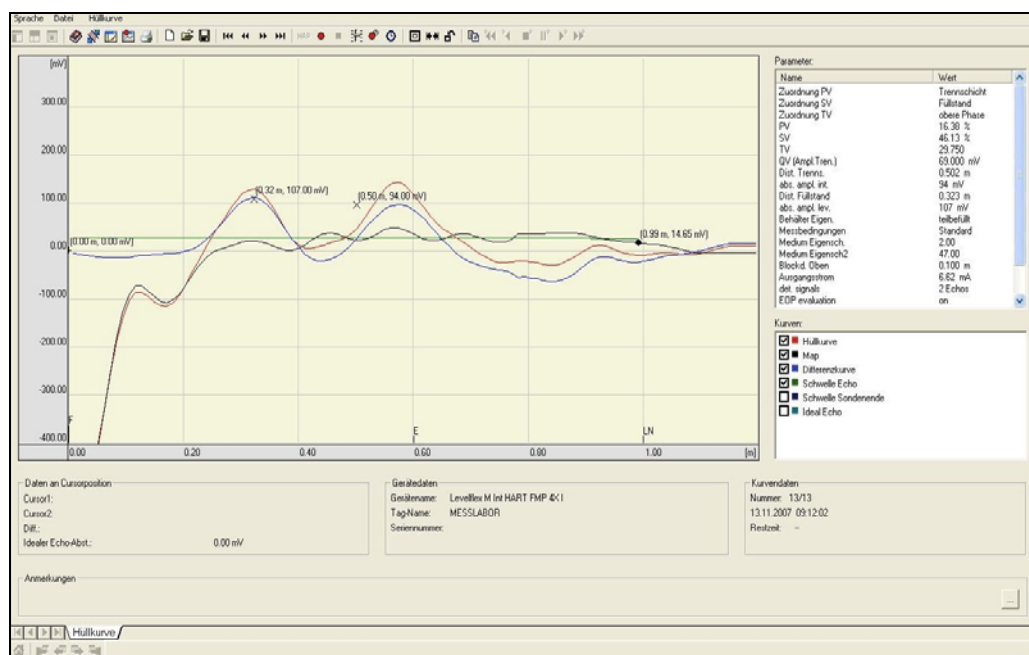 Sprache Datei Hüllkurve
[mV]
300.00
200.00
100.00
0.00
-100.00
-200.00
-300.00
-400.00
(0.00 m, 0.00 mV)
(0.32 m, 107.00 mV)
(0.50 m, 94.00 mV)
(0.99 m, 14.65 mV)
F
E
LN
0.00 0.20 0.40 0.60 0.80 1.00 [m]
Parameter:
Name Wert
Zuordnung PV Trennschicht
Zuordnung SV Füllstand
Zuordnung TV obere Phase
PV 16.38 %
SV 46.13 %
TV 29.750
QV (Ampl.Tren.) 69.000 mV
Dist. Trenns. 0.502 m
abs. ampl. int. 94 mV
Dist. Füllstand 0.323 m
abs. ampl. lev. 107 mV
Behälter Eigen. teilbefüllt
Messbedingungen Standard
Medium Eigensch. 2.00
Medium Eigensch2 47.00
Blockd. Oben 0.100 m
Ausgangsstrom 6.62 mA
det. signals 2 Echos
EOP evaluation on
Kurven:
Hüllkurve
Map
Differenzkurve
Schwelle Echo
Schwelle Sondenende
Ideal Echo
Daten an Cursorposition
Cursor1:
Cursor2:
Diff.:
Idealer Echo-Abst.: 0.00 mV
Gerätedaten
Gerätename: Levelflex M Int HART FMP 4X I
Tag-Name: MESSLABOR
Seriennummer:
Kurvendaten
Nummer: 13/13
13.11.2007 09:12:02
Restzeit: -
Anmerkungen
...
Hüllkurve